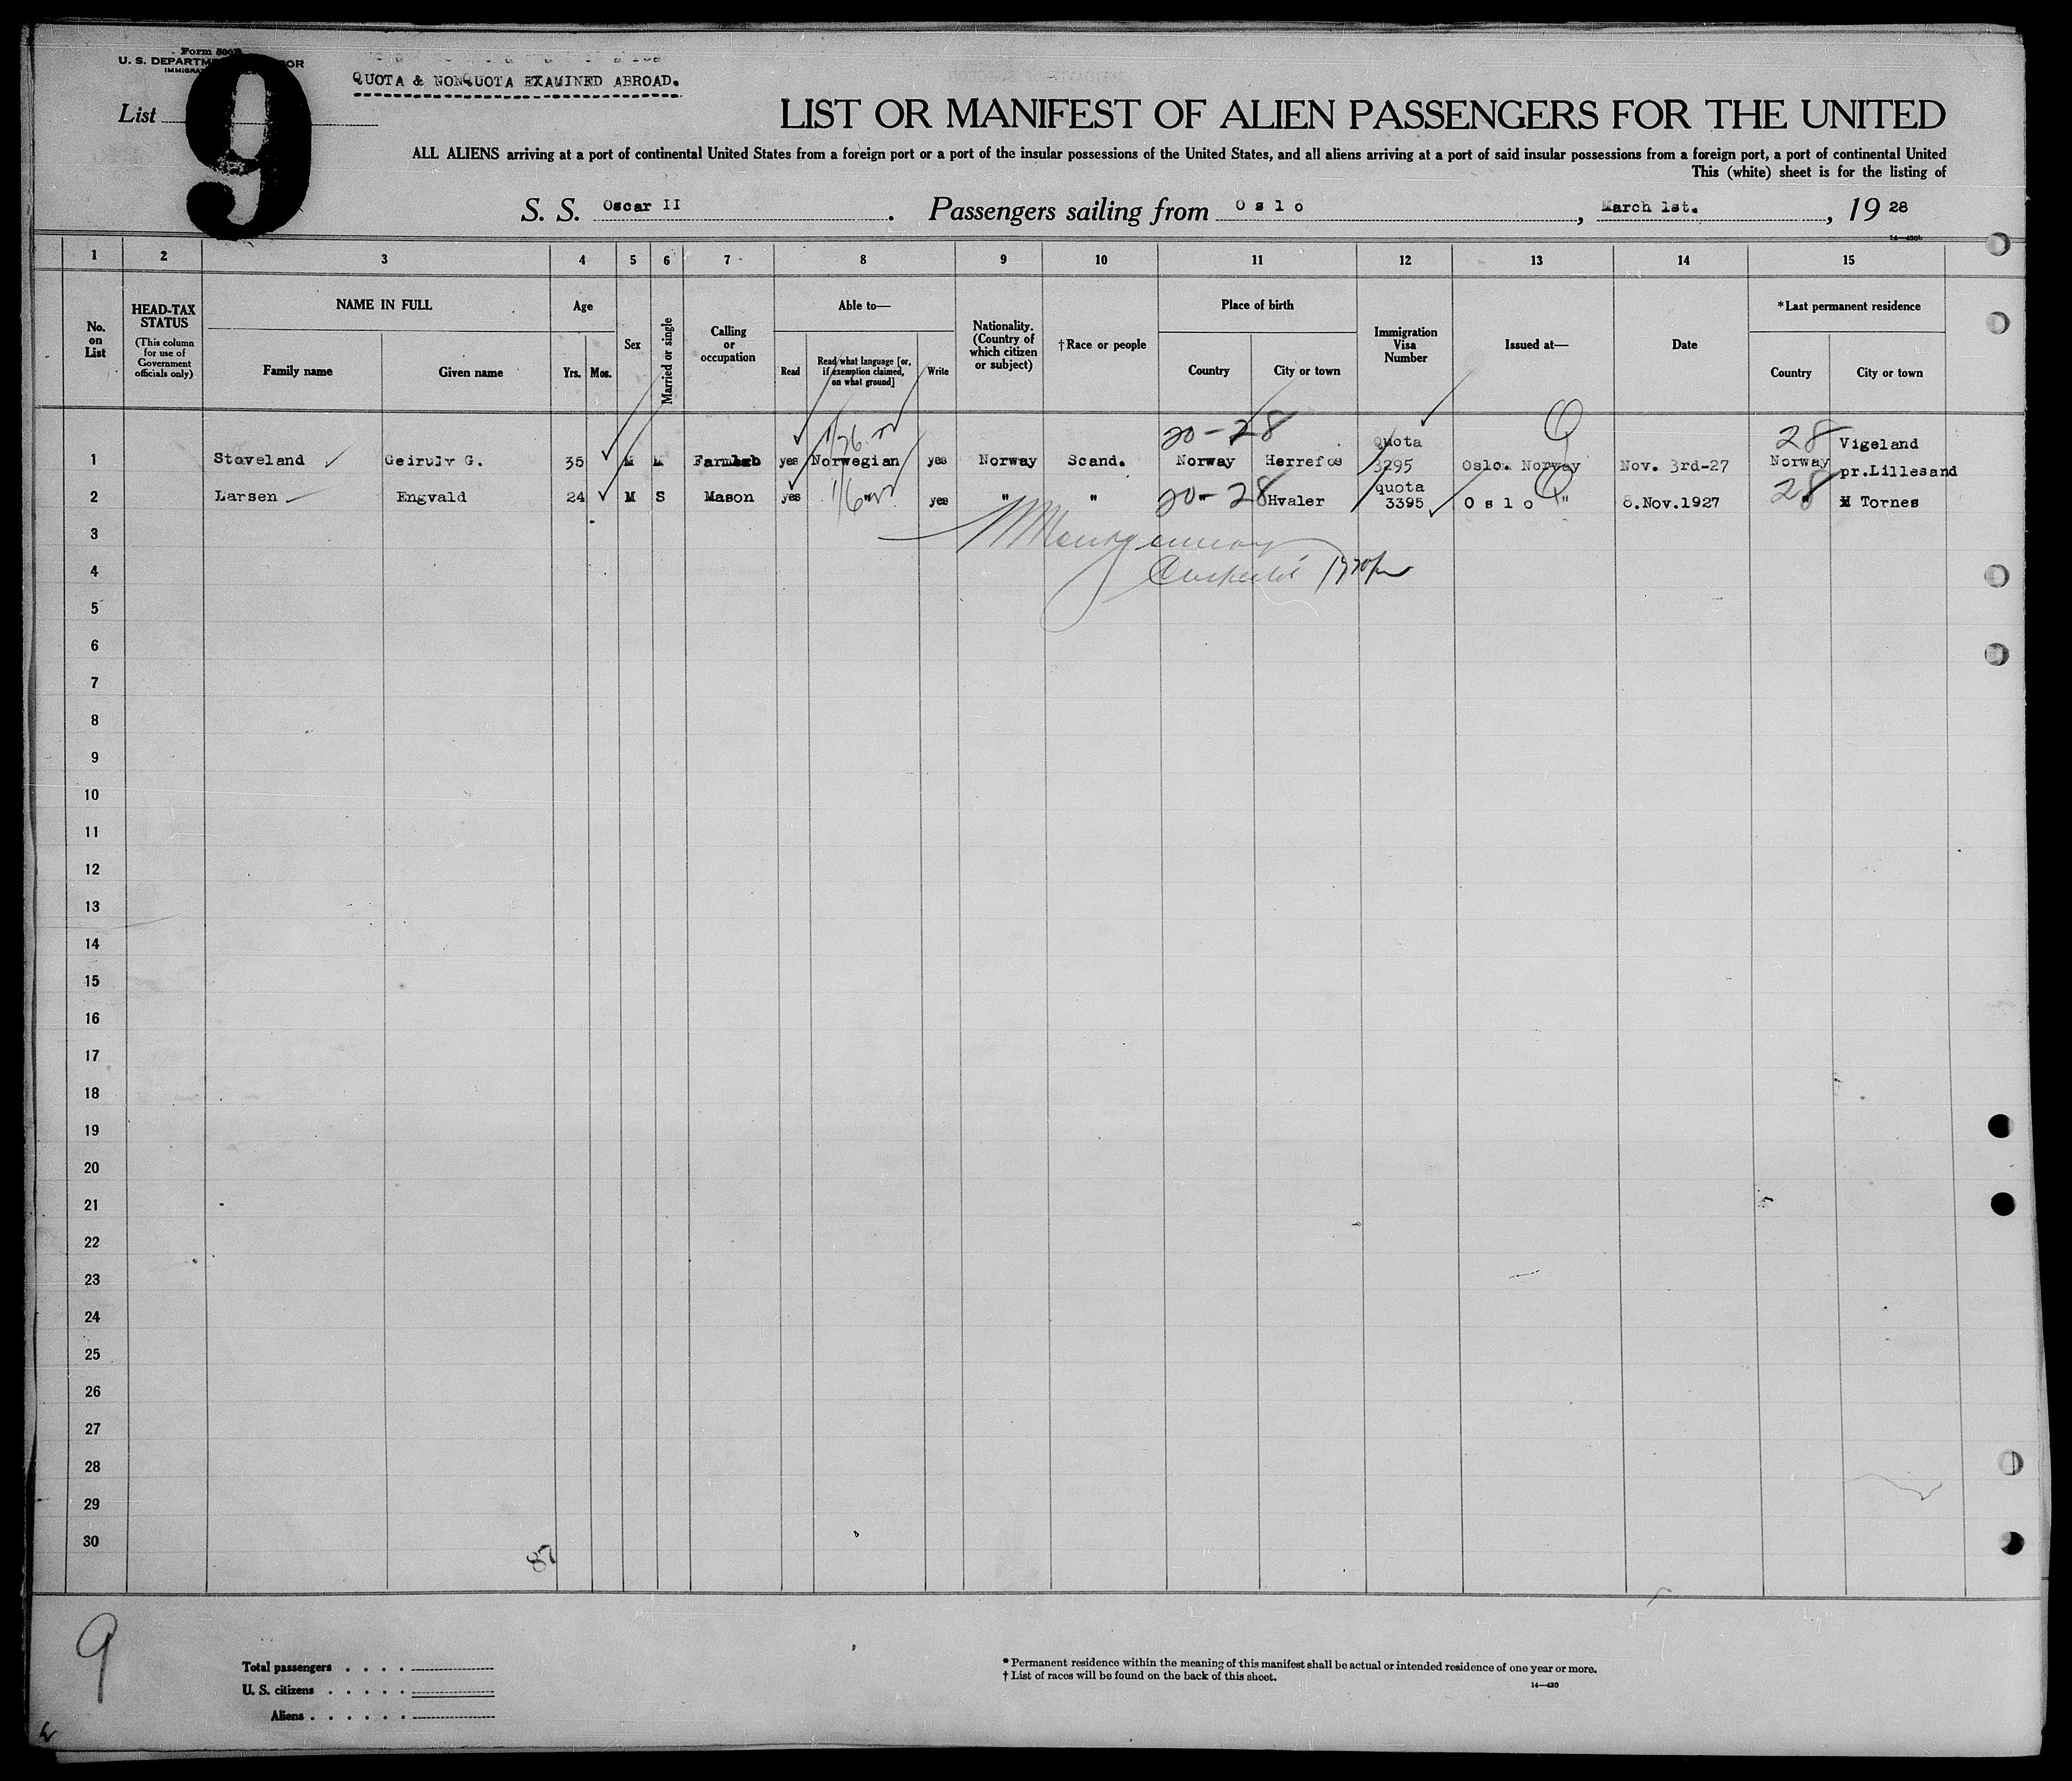 Form 500B
U. S. DEPARTMENT OF LABOR
QUOTA & NONQUOTA EXAMINED ABROAD.
List 9
LIST OR MANIFEST OF ALIEN PASSENGERS FOR THE UNITED
ALL ALIENS arriving at a port of continental United States from a foreign port or a port of the insular possessions of the United States, and all aliens arriving at a port of said insular possessions from a foreign port, a port of continental United
This (white) sheet is for the listing of
S. S. Oscar II . Passengers sailing from Oslo , March 1st. , 19 28
14—430b
1 2 3 4 5 6 7 8 9 10 11 12 13 14 15
No. on List
HEAD-TAX STATUS
(This column for use of Government officials only)
NAME IN FULL
Family name Given name
Age
Yrs. Mos.
Sex
Married or single
Calling or occupation
Able to—
Read Read what language [or, if exemption claimed, on what ground] Write
Nationality. (Country of which citizen or subject)
†Race or people
Place of birth
Country City or town
Immigration Visa Number
Issued at—
Date
*Last permanent residence
Country City or town
20-28 Quota 28 Vigeland
1 Staveland Geirulv G. 35 M M Farmlab yes Norwegian yes Norway Scand. Norway Herrefos 3295 Oslo. Norway Nov. 3rd-27 Norway pr.Lillesand
20-28 quota 28
2 Larsen Engvald 24 M S Mason yes " yes " " " Hvaler 3395 Oslo " 8.Nov.1927 " Tornes
3
4
5
6
7
8
9
10
11
12
13
14
15
16
17
18
19
20
21
22
23
24
25
26
27
28
29
30
87
9
Total passengers . . . .
U. S. citizens . . . . .
Aliens . . . . . .
* Permanent residence within the meaning of this manifest shall be actual or intended residence of one year or more.
† List of races will be found on the back of this sheet.
14—430